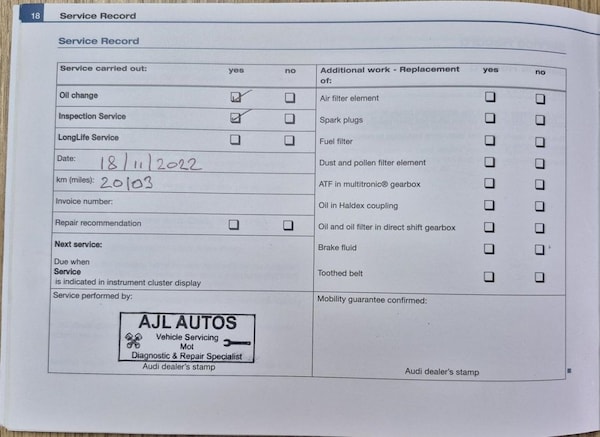 18 Service Record
Service Record
Service carried out: yes no
Oil change
Inspection Service
LongLife Service
Date: 18/11/2022
km (miles): 20103
Invoice number:
Repair recommendation
Next service:
Due when
Service
is indicated in instrument cluster display
Service performed by:
AJL AUTOS
Vehicle Servicing
Mot
Diagnostic & Repair Specialist
Audi dealer's stamp
Additional work - Replacement of: yes no
Air filter element
Spark plugs
Fuel filter
Dust and pollen filter element
ATF in multitronic® gearbox
Oil in Haldex coupling
Oil and oil filter in direct shift gearbox
Brake fluid
Toothed belt
Mobility guarantee confirmed:
Audi dealer's stamp